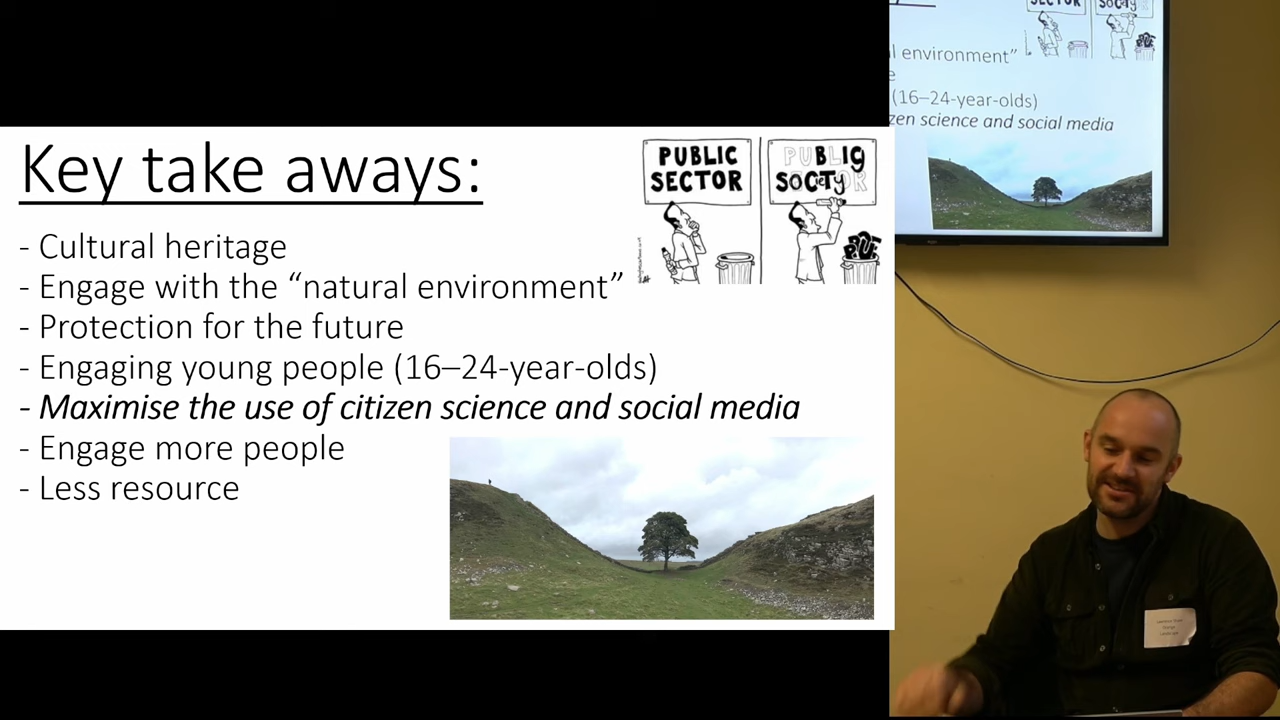 Key take aways:
PUBLIC
SECTOR
PUBLIG
SOCIETY
- Cultural heritage
- Engage with the “natural environment”
- Protection for the future
- Engaging young people (16–24-year-olds)
- Maximise the use of citizen science and social media
- Engage more people
- Less resource
SECTOR
l environment”
e
(16–24-year-olds)
zen science and social media